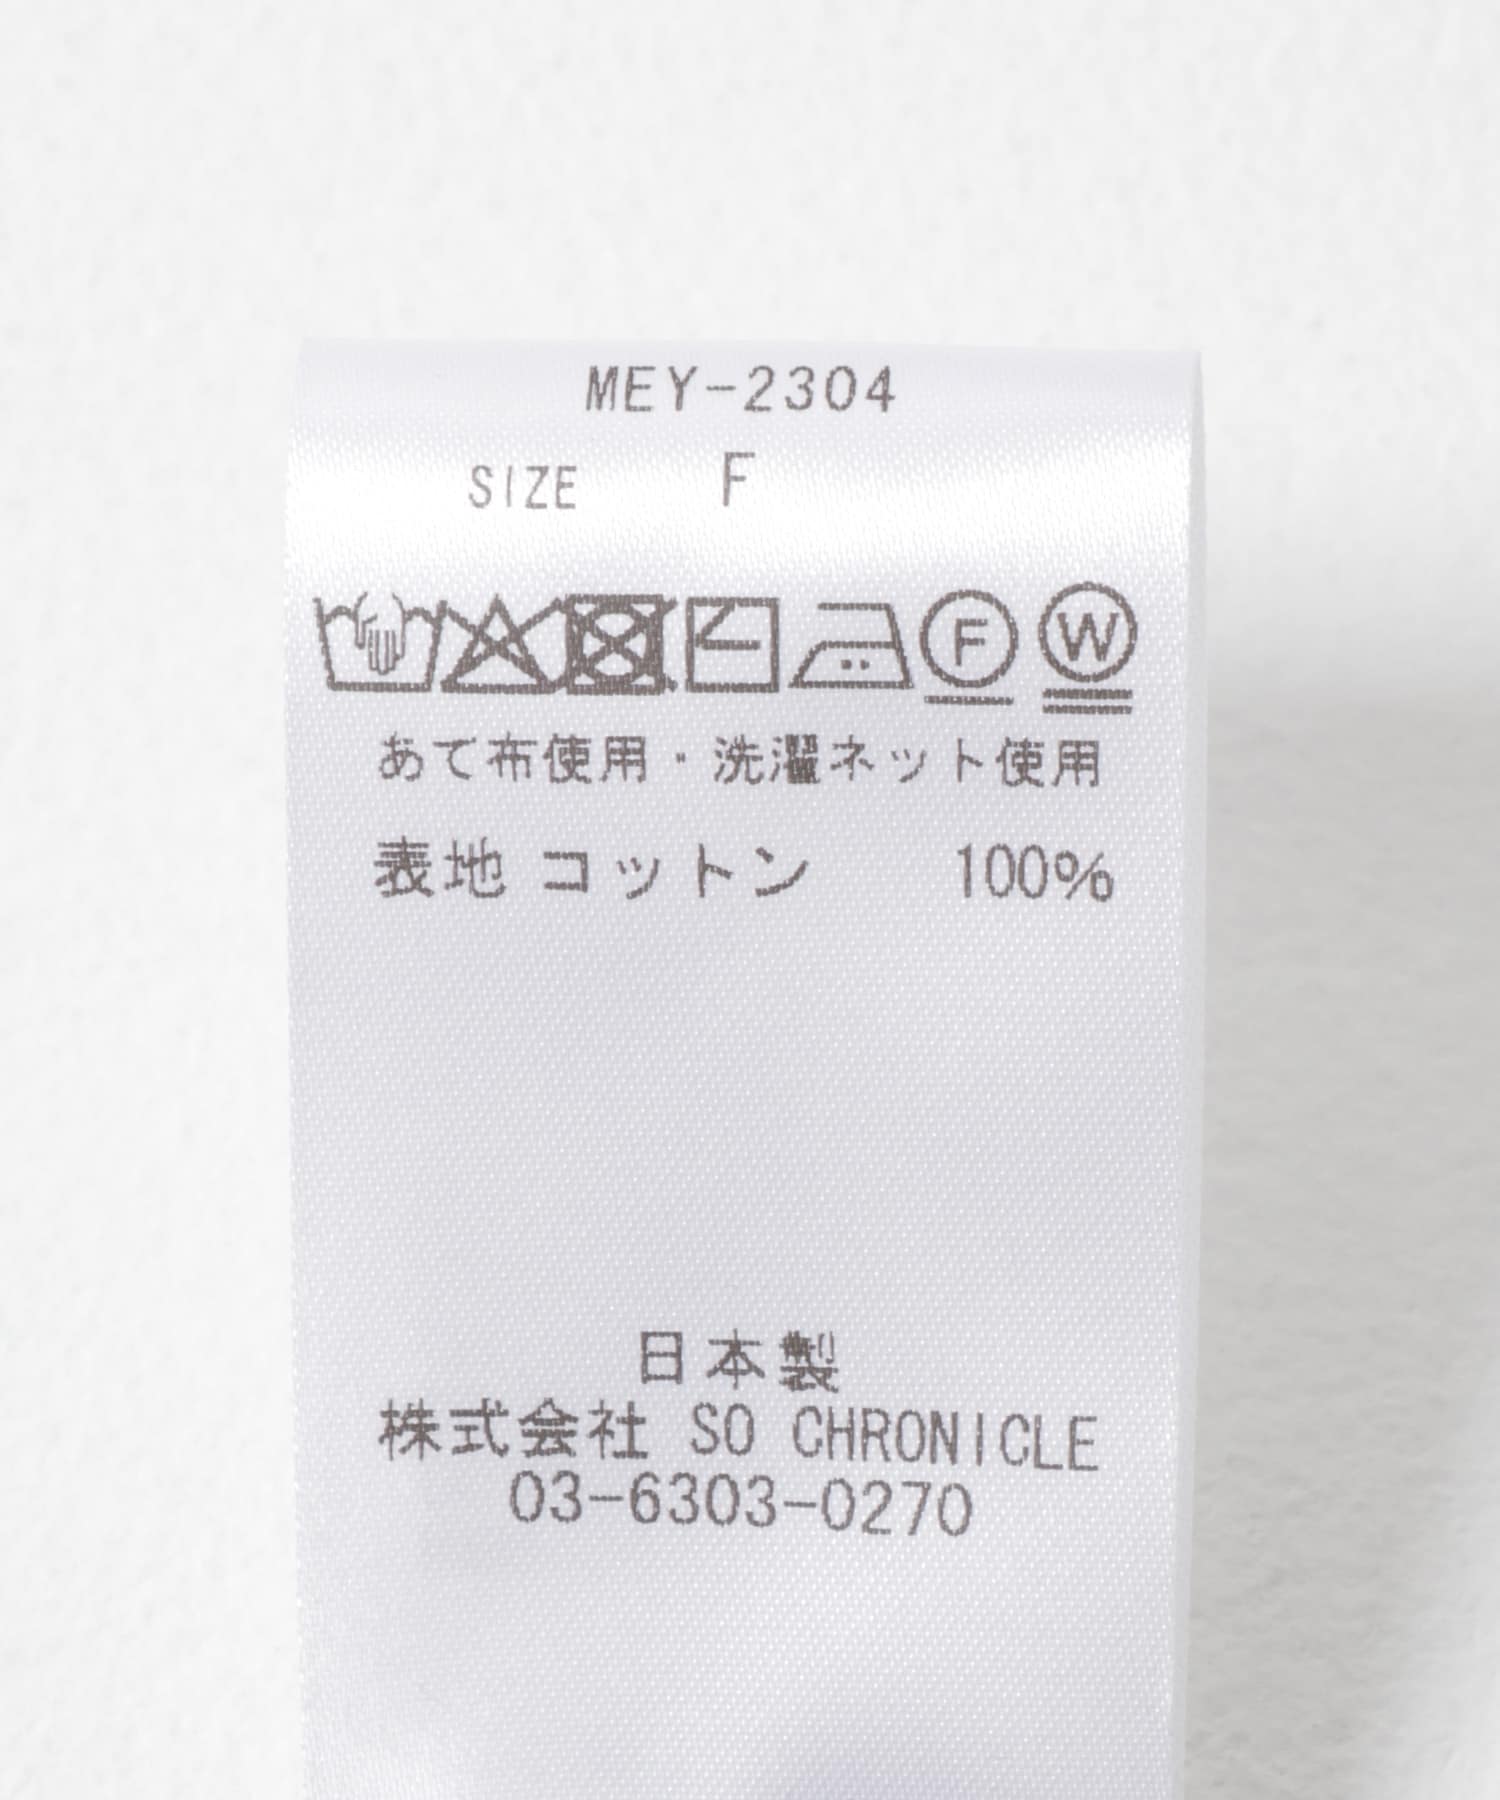 MEY-2304
SIZE F
F W
あて布使用・洗濯ネット使用
表地 コットン 100%
日本製
株式会社 SO CHRONICLE
03-6303-0270